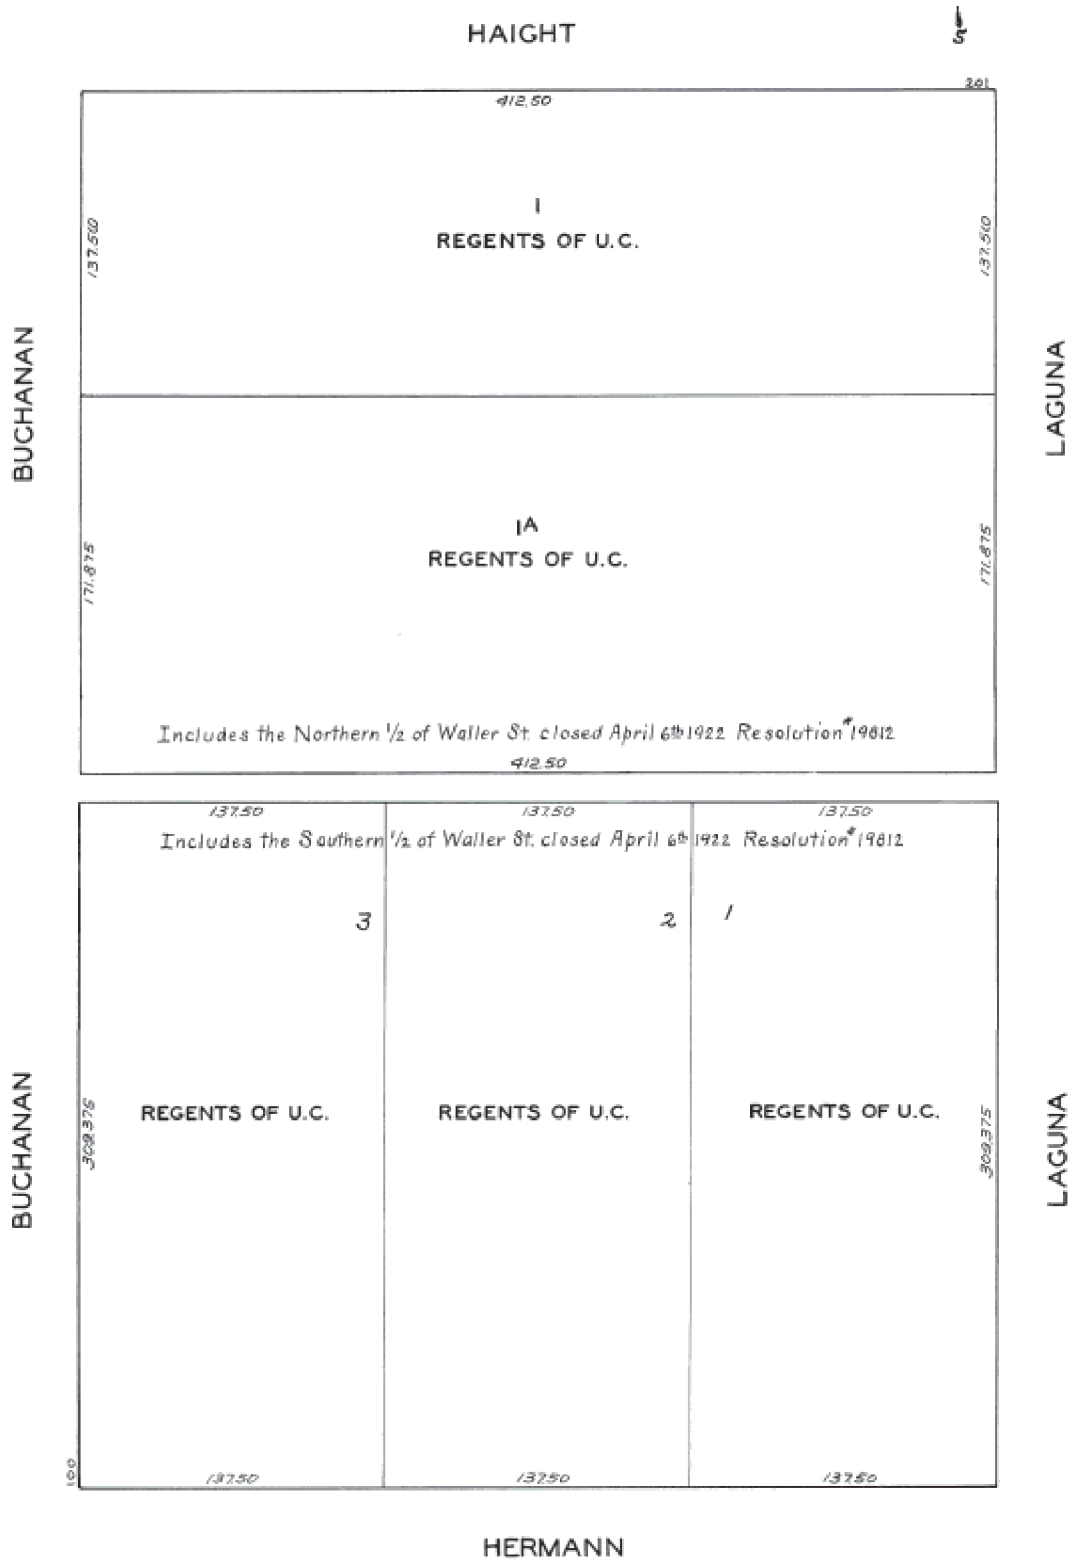 HAIGHT
S
201
412.50
1
REGENTS OF U.C.
137.50
137.50
BUCHANAN
LAGUNA
1A
REGENTS OF U.C.
171.875
171.875
Includes the Northern 1/2 of Waller St. closed April 6th 1922 Resolution #19812
412.50
137.50 137.50 137.50
Includes the Southern 1/2 of Waller St. closed April 6th 1922 Resolution #19812
3 2 1
BUCHANAN
LAGUNA
309.375
309.375
REGENTS OF U.C. REGENTS OF U.C. REGENTS OF U.C.
100
137.50 137.50 137.50
HERMANN